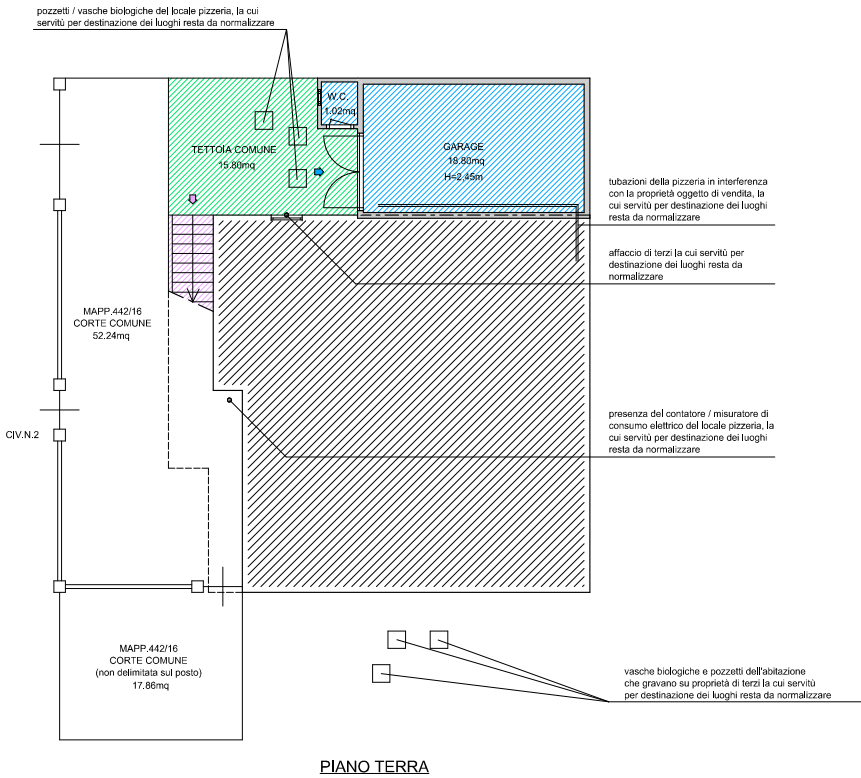 pozzetti / vasche biologiche del locale pizzeria, la cui
servitù per destinazione dei luoghi resta da normalizzare
W.C.
1.02mq
TETTOIA COMUNE
15.80mq
GARAGE
18.80mq
H=2,45m
tubazioni della pizzeria in interferenza
con la proprietà oggetto di vendita, la
cui servitù per destinazione dei luoghi
resta da normalizzare
affaccio di terzi la cui servitù per
destinazione dei luoghi resta da
normalizzare
MAPP.442/16
CORTE COMUNE
52.24mq
presenza del contatore / misuratore di
consumo elettrico del locale pizzeria, la
cui servitù per destinazione dei luoghi
resta da normalizzare
CIV.N.2
MAPP.442/16
CORTE COMUNE
(non delimitata sul posto)
17.86mq
vasche biologiche e pozzetti dell'abitazione
che gravano su proprietà di terzi la cui servitù
per destinazione dei luoghi resta da normalizzare
PIANO TERRA